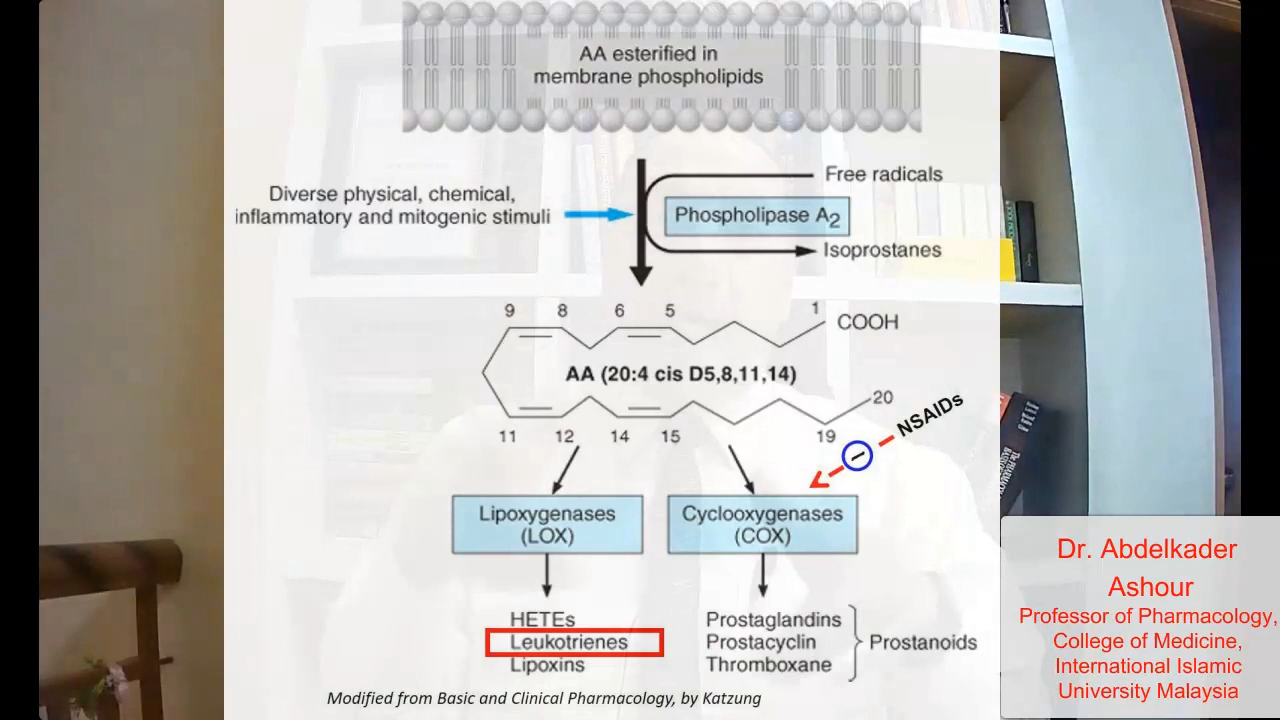 AA esterified in
membrane phospholipids
Free radicals
Diverse physical, chemical,
inflammatory and mitogenic stimuli
Phospholipase A2
Isoprostanes
9 8 6 5 1
COOH
AA (20:4 cis D5,8,11,14)
20
NSAIDs
11 12 14 15 19
Lipoxygenases
(LOX)
Cyclooxygenases
(COX)
HETEs
Leukotrienes
Lipoxins
Prostaglandins
Prostacyclin
Thromboxane
Prostanoids
Modified from Basic and Clinical Pharmacology, by Katzung
Dr. Abdelkader
Ashour
Professor of Pharmacology,
College of Medicine,
International Islamic
University Malaysia